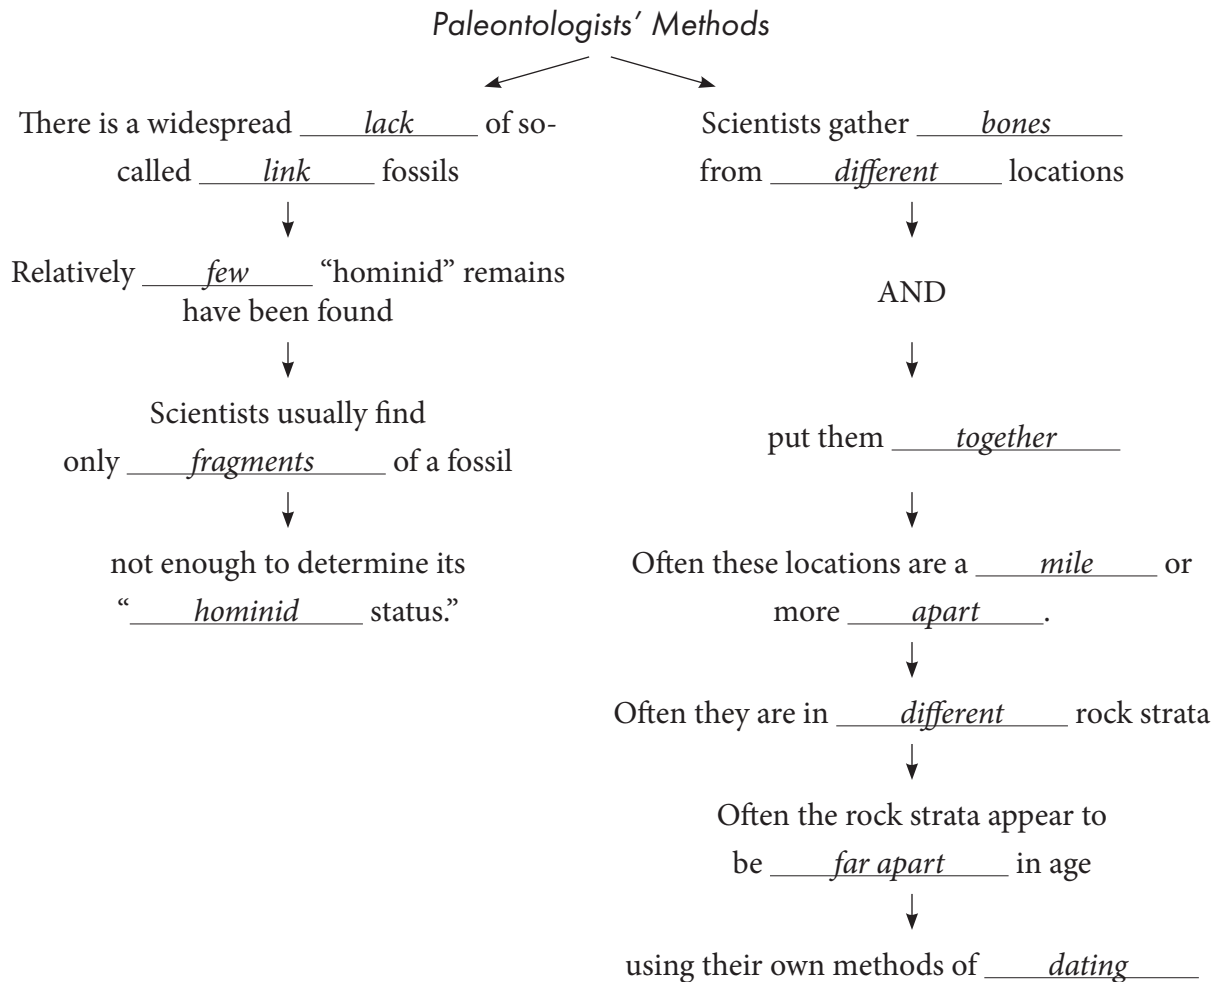 Paleontologists’ Methods
There is a widespread lack of so-
called link fossils
Relatively few “hominid” remains
have been found
Scientists usually find
only fragments of a fossil
not enough to determine its
“hominid status.”
Scientists gather bones
from different locations
AND
put them together
Often these locations are a mile or
more apart.
Often they are in different rock strata
Often the rock strata appear to
be far apart in age
using their own methods of dating